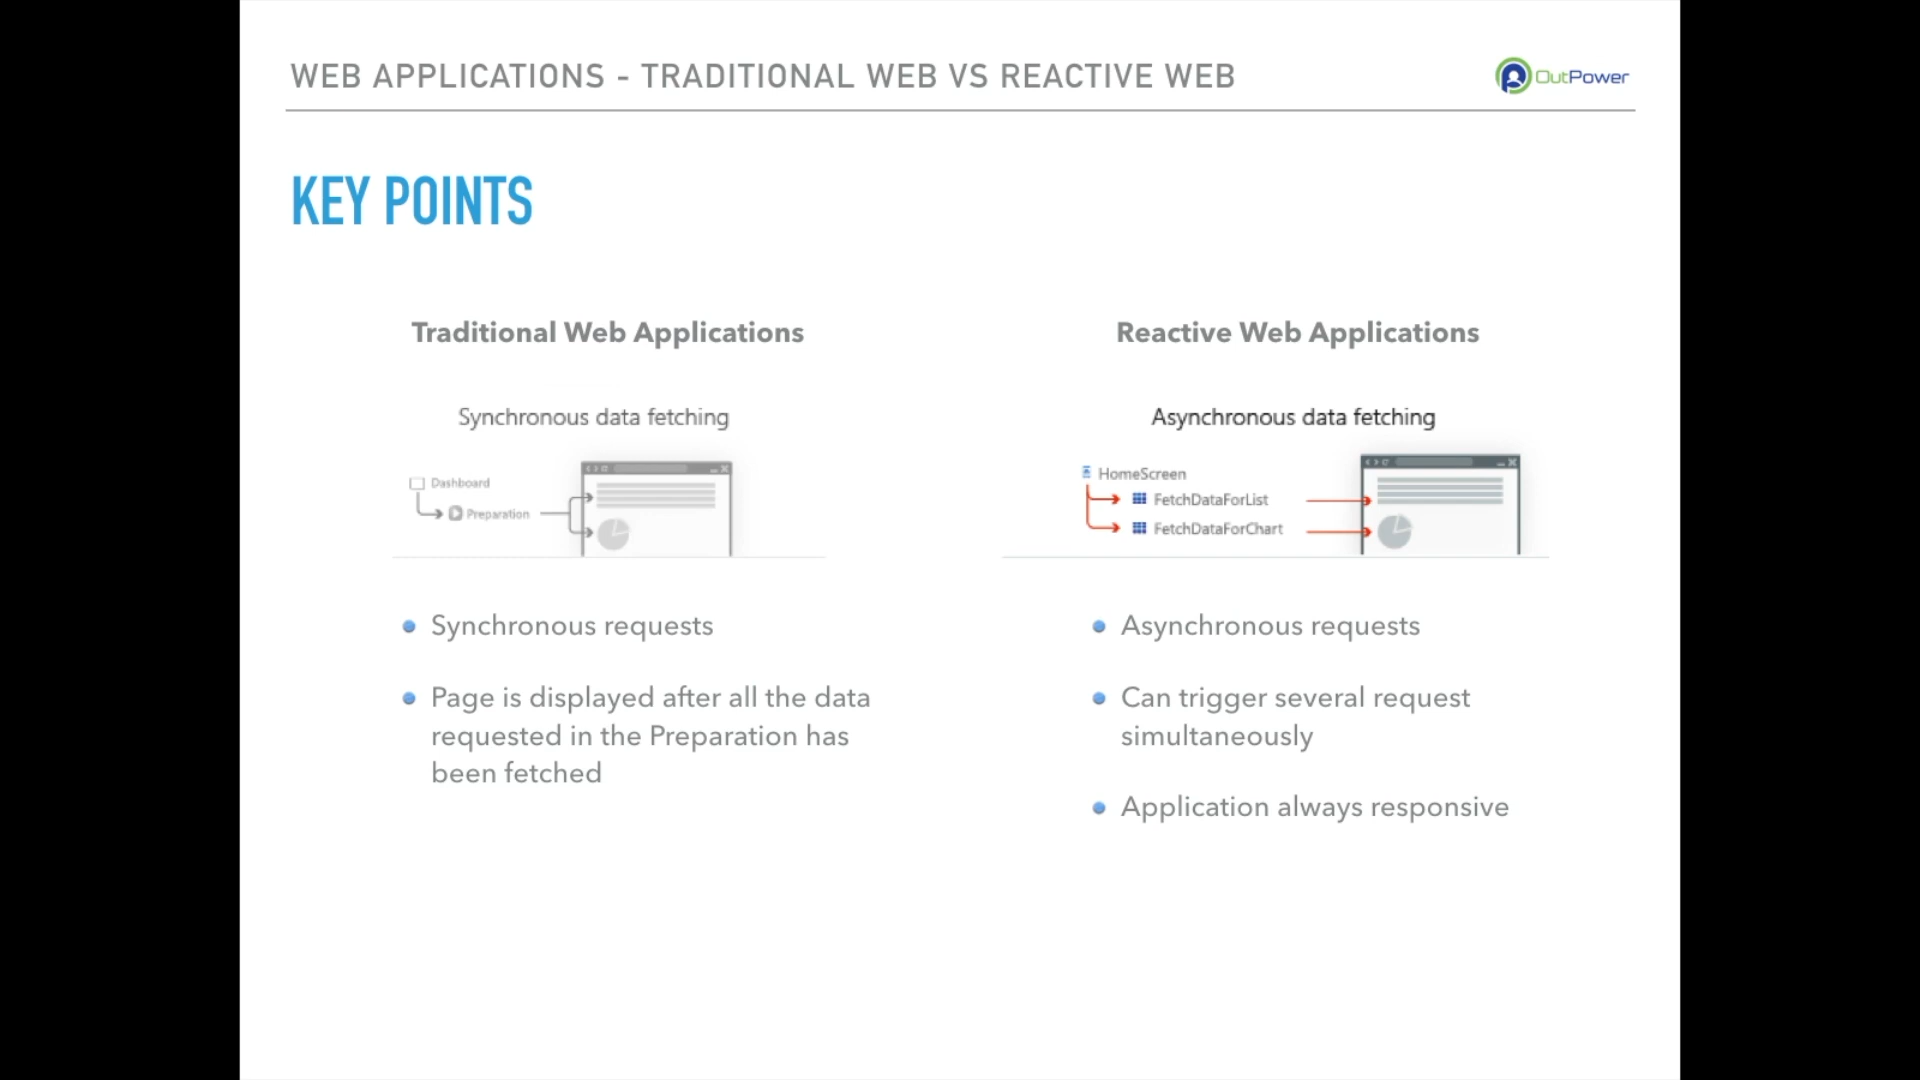 WEB APPLICATIONS - TRADITIONAL WEB VS REACTIVE WEB
OutPower
KEY POINTS
Traditional Web Applications
Synchronous data fetching
Dashboard
Preparation
Synchronous requests
Page is displayed after all the data
requested in the Preparation has
been fetched
Reactive Web Applications
Asynchronous data fetching
HomeScreen
FetchDataForList
FetchDataForChart
Asynchronous requests
Can trigger several request
simultaneously
Application always responsive